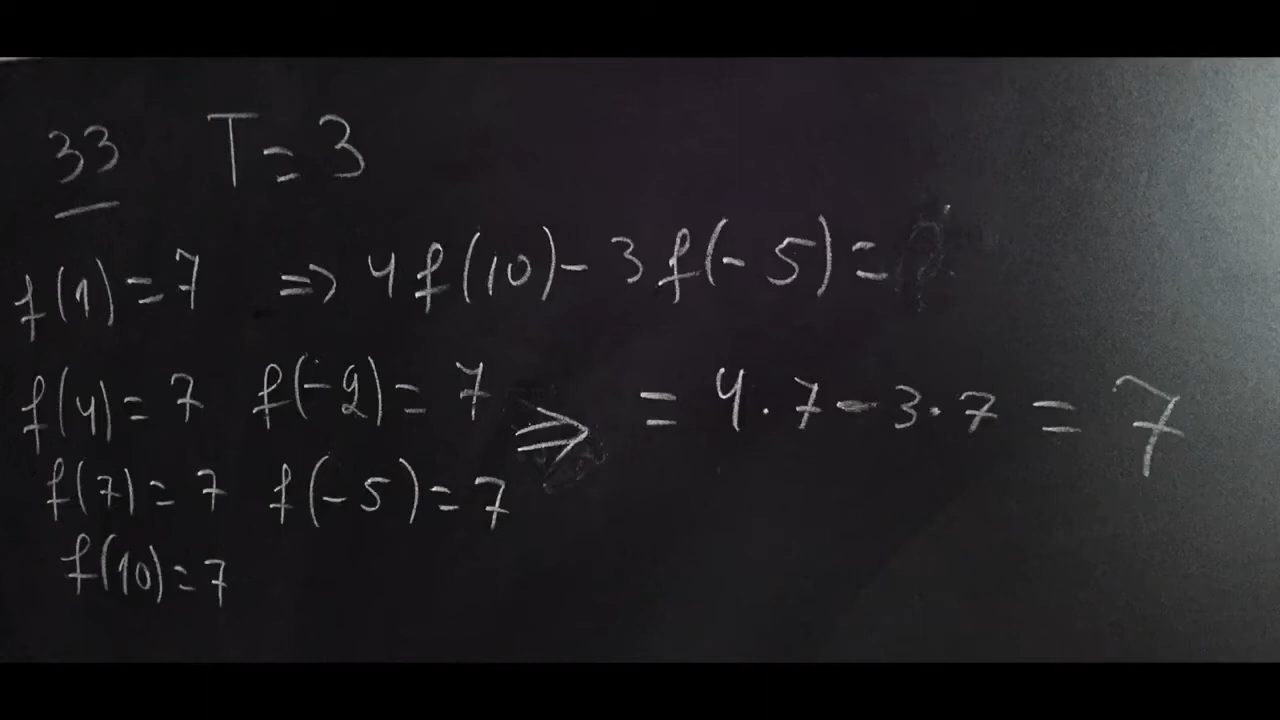 33 T = 3
f(1) = 7 ⇒ 4f(10) - 3f(-5) =
f(4) = 7 f(-2) = 7 ⇒ = 4 · 7 - 3 · 7 = 7
f(7) = 7 f(-5) = 7
f(10) = 7